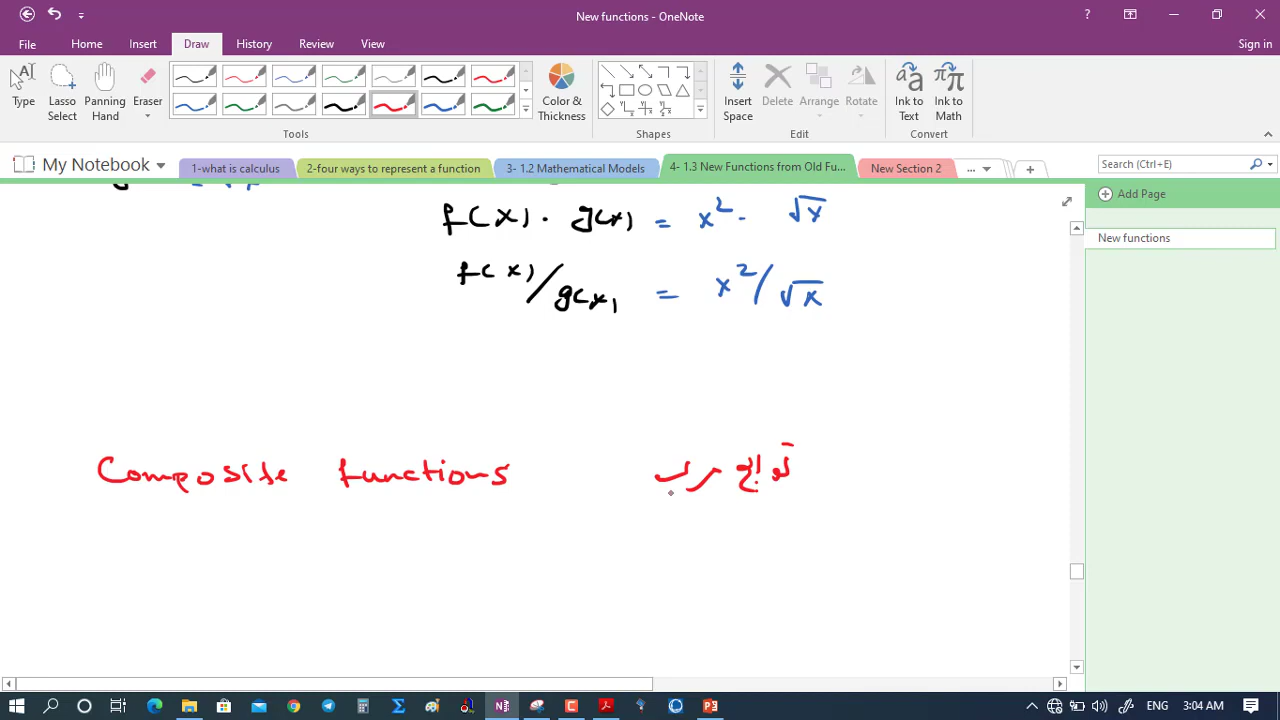 New functions - OneNote
File Home Insert Draw History Review View Sign in
Type Lasso Select Panning Hand Eraser Color & Thickness Insert Space Delete Arrange Rotate Ink to Text Ink to Math
Tools Shapes Edit Convert
My Notebook 1-what is calculus 2-four ways to represent a function 3- 1.2 Mathematical Models 4- 1.3 New Functions from Old Fu... New Section 2 ... Search (Ctrl+E)
Add Page
New functions
f(x) . g(x) = x² . √x
f(x)/g(x) = x²/√x
Composite functions
ENG 3:04 AM